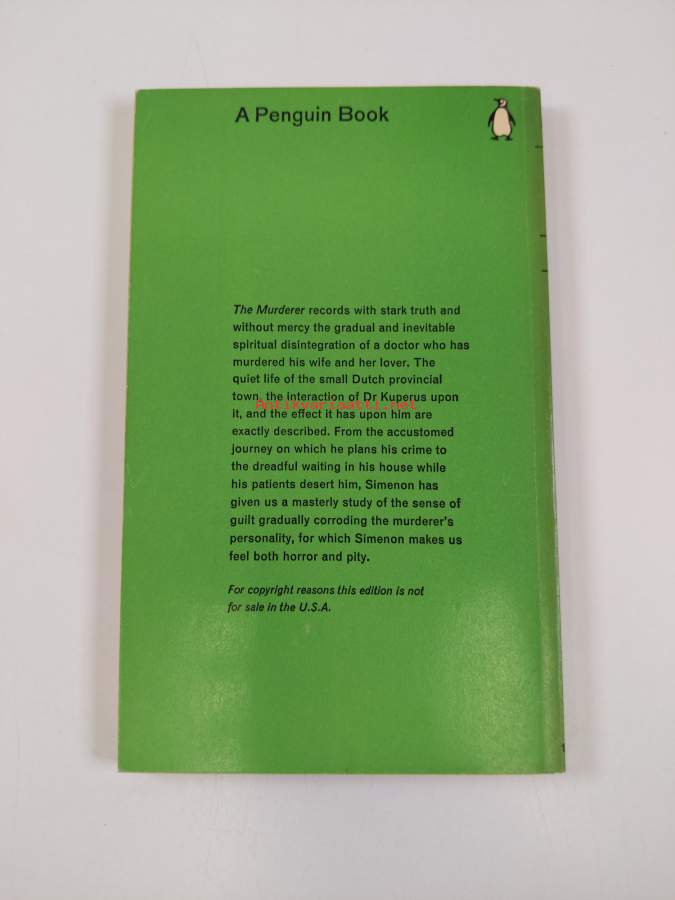 A Penguin Book
The Murderer records with stark truth and
without mercy the gradual and inevitable
spiritual disintegration of a doctor who has
murdered his wife and her lover. The
quiet life of the small Dutch provincial
town, the interaction of Dr Kuperus upon
Antikvariaatti.net
it, and the effect it has upon him are
exactly described. From the accustomed
journey on which he plans his crime to
the dreadful waiting in his house while
his patients desert him, Simenon has
given us a masterly study of the sense of
guilt gradually corroding the murderer's
personality, for which Simenon makes us
feel both horror and pity.
For copyright reasons this edition is not
for sale in the U.S.A.